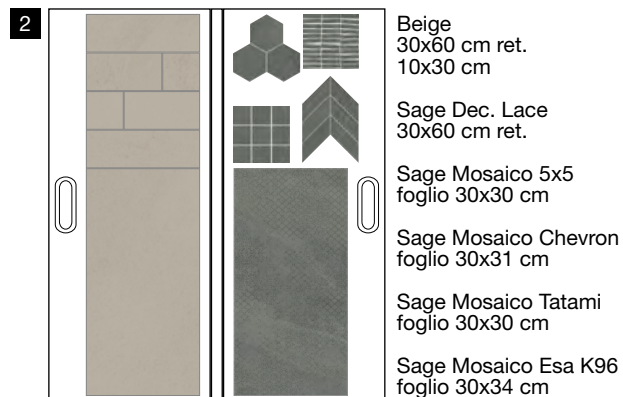 2
Beige
30x60 cm ret.
10x30 cm
Sage Dec. Lace
30x60 cm ret.
Sage Mosaico 5x5
foglio 30x30 cm
Sage Mosaico Chevron
foglio 30x31 cm
Sage Mosaico Tatami
foglio 30x30 cm
Sage Mosaico Esa K96
foglio 30x34 cm